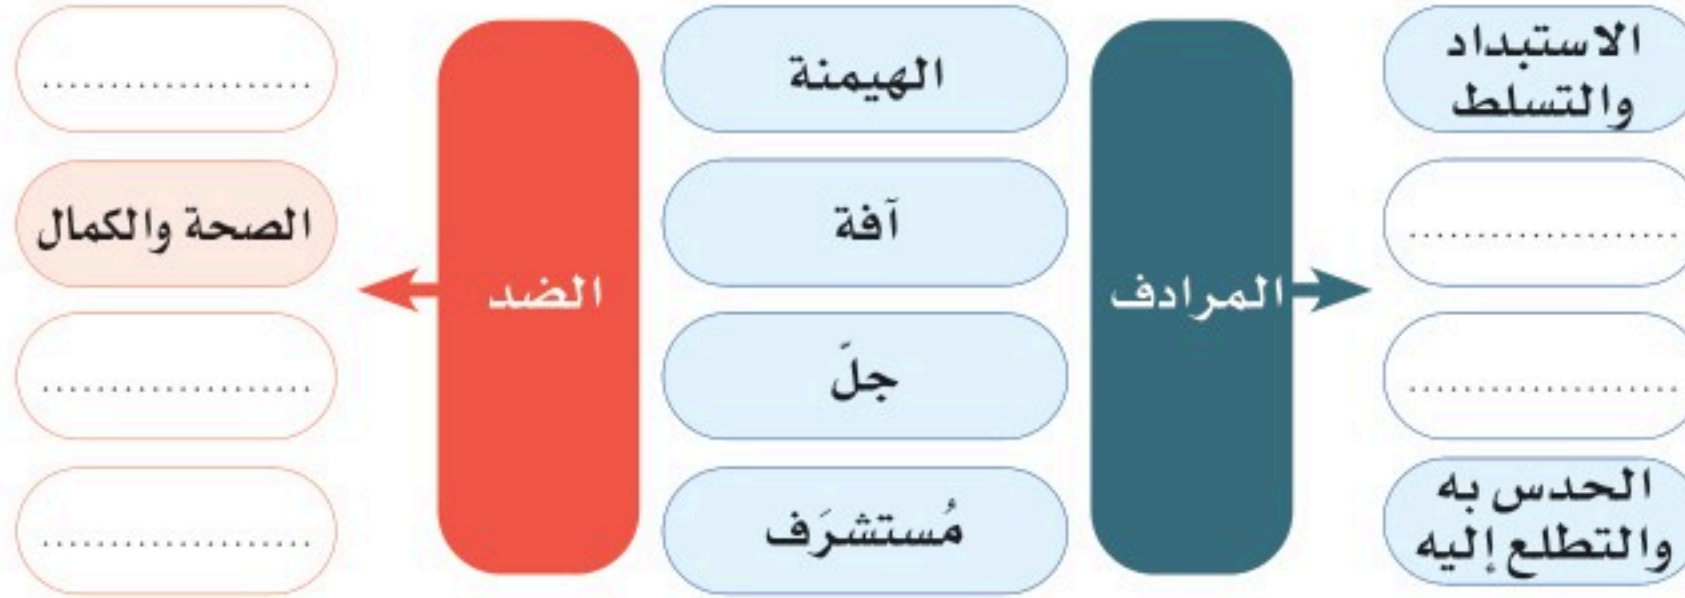 الاستبداد
والتسلط
الهيمنة
....................
....................
آفة
الصحة والكمال
المرادف
الضد
....................
جلّ
....................
الحدس به
والتطلع إليه
مُستشرَف
....................